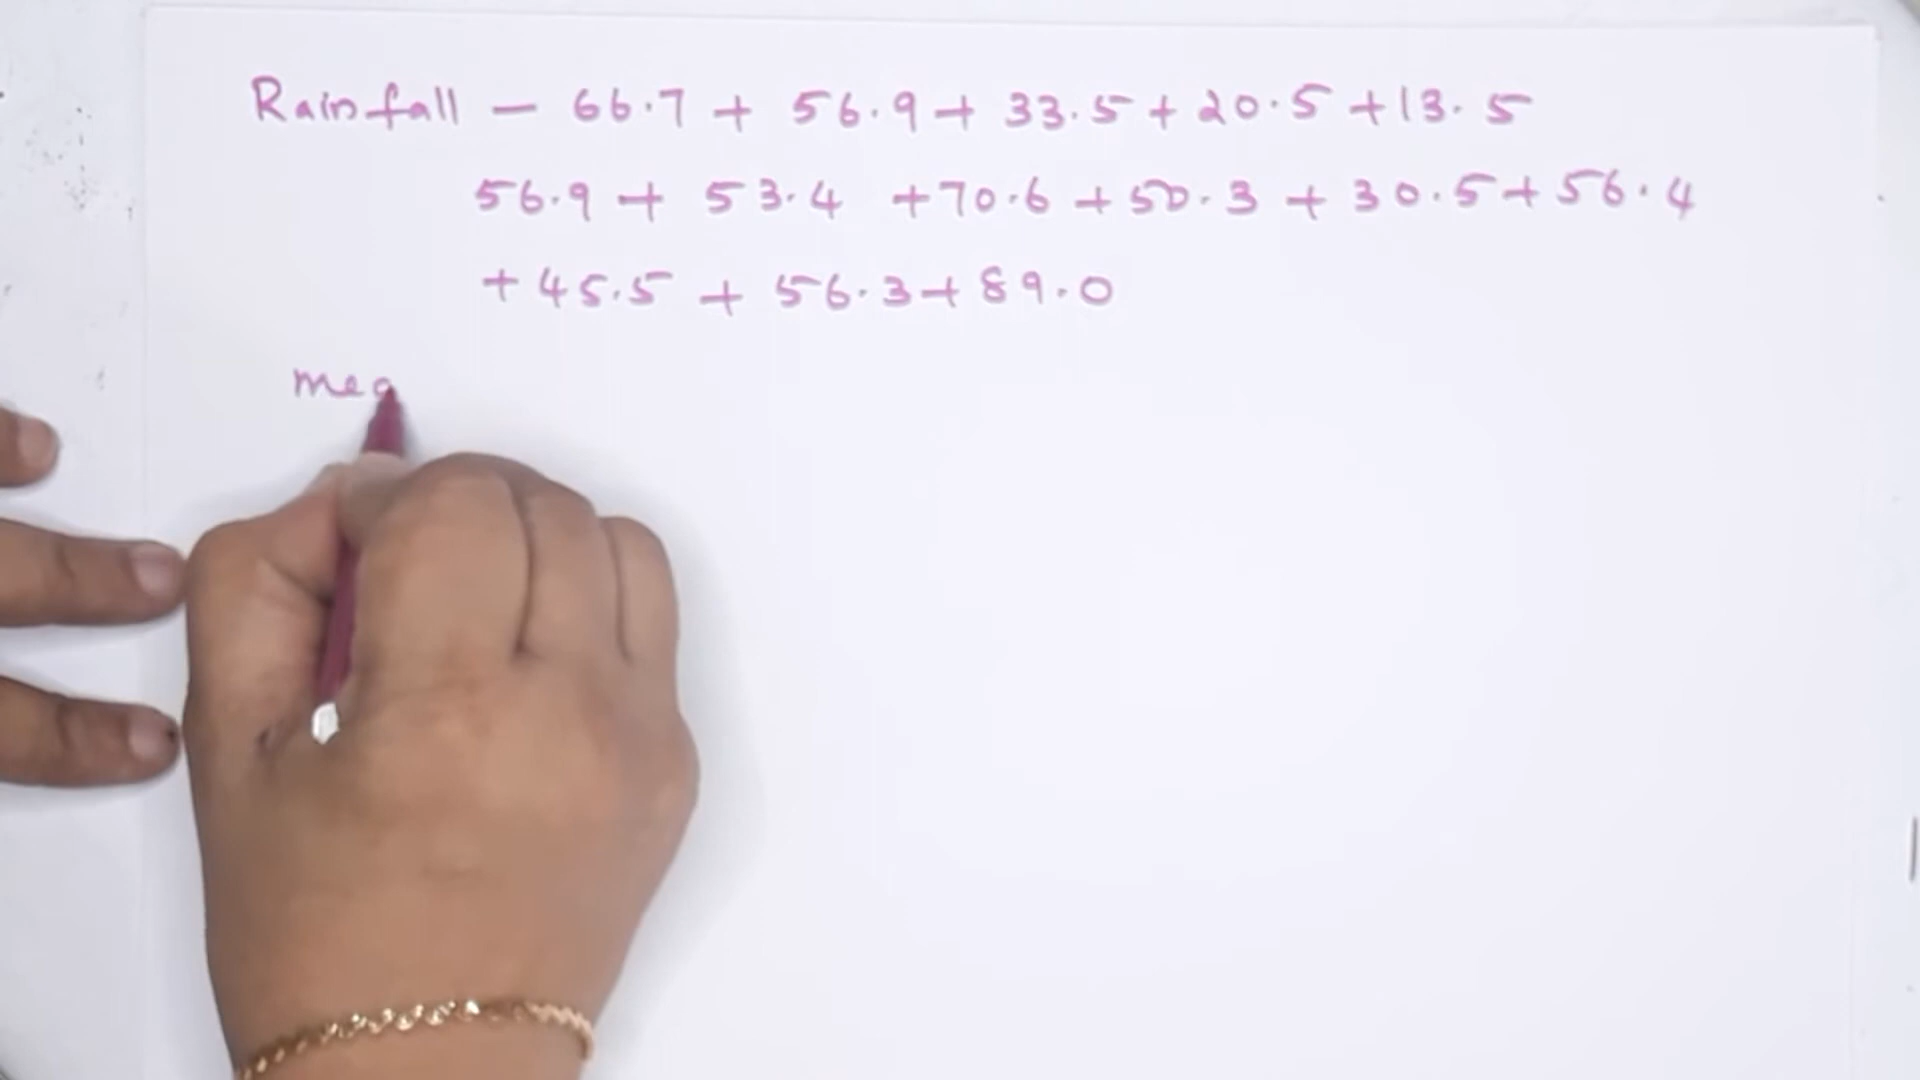 Rainfall - 66.7 + 56.9 + 33.5 + 20.5 + 13.5
56.9 + 53.4 + 70.6 + 50.3 + 30.5 + 56.4
+ 45.5 + 56.3 + 89.0
mea